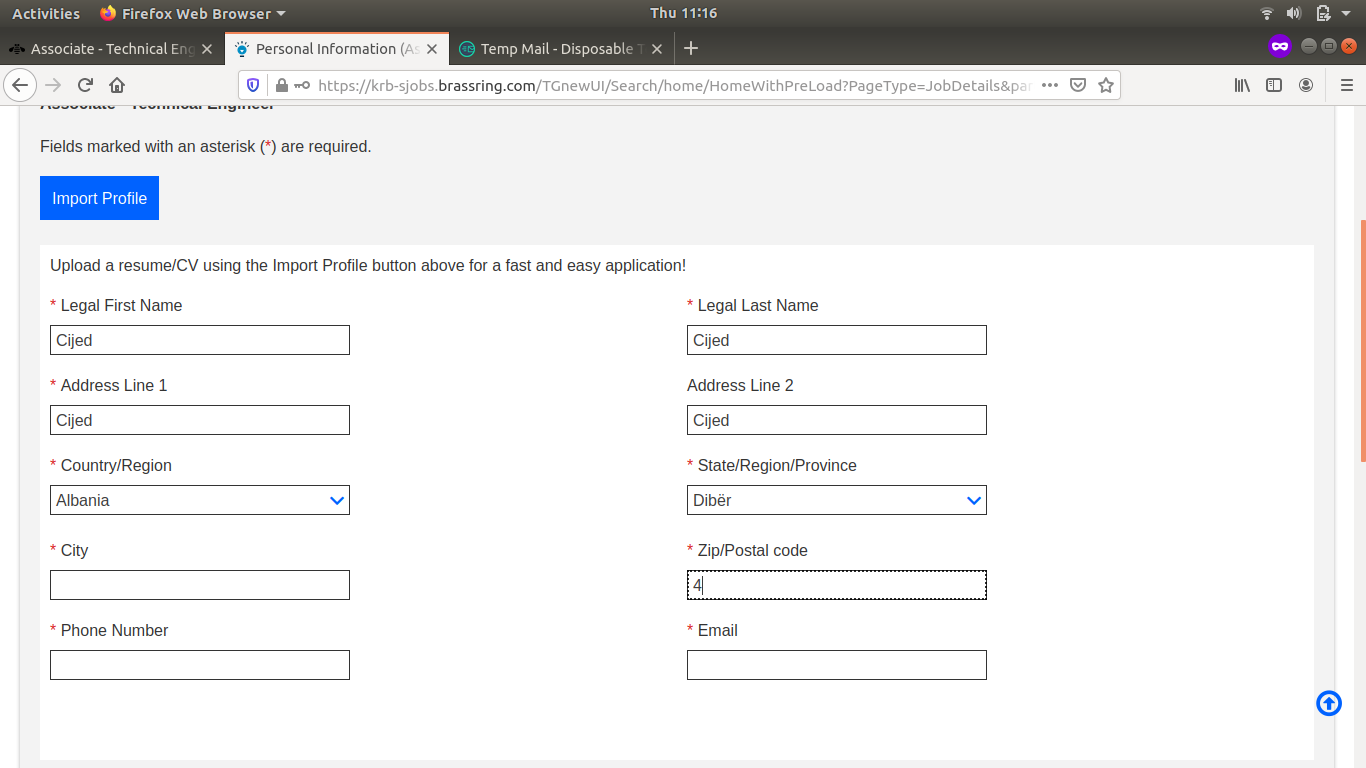 Activities Firefox Web Browser Thu 11:16
Associate - Technical Eng Personal Information (As Temp Mail - Disposable T
https://krb-sjobs.brassring.com/TGnewUI/Search/home/HomeWithPreLoad?PageType=JobDetails&par
Associate - Technical Engineer
Fields marked with an asterisk (*) are required.
Import Profile
Upload a resume/CV using the Import Profile button above for a fast and easy application!
* Legal First Name * Legal Last Name
Cijed Cijed
* Address Line 1 Address Line 2
Cijed Cijed
* Country/Region * State/Region/Province
Albania Dibër
* City * Zip/Postal code
4
* Phone Number * Email